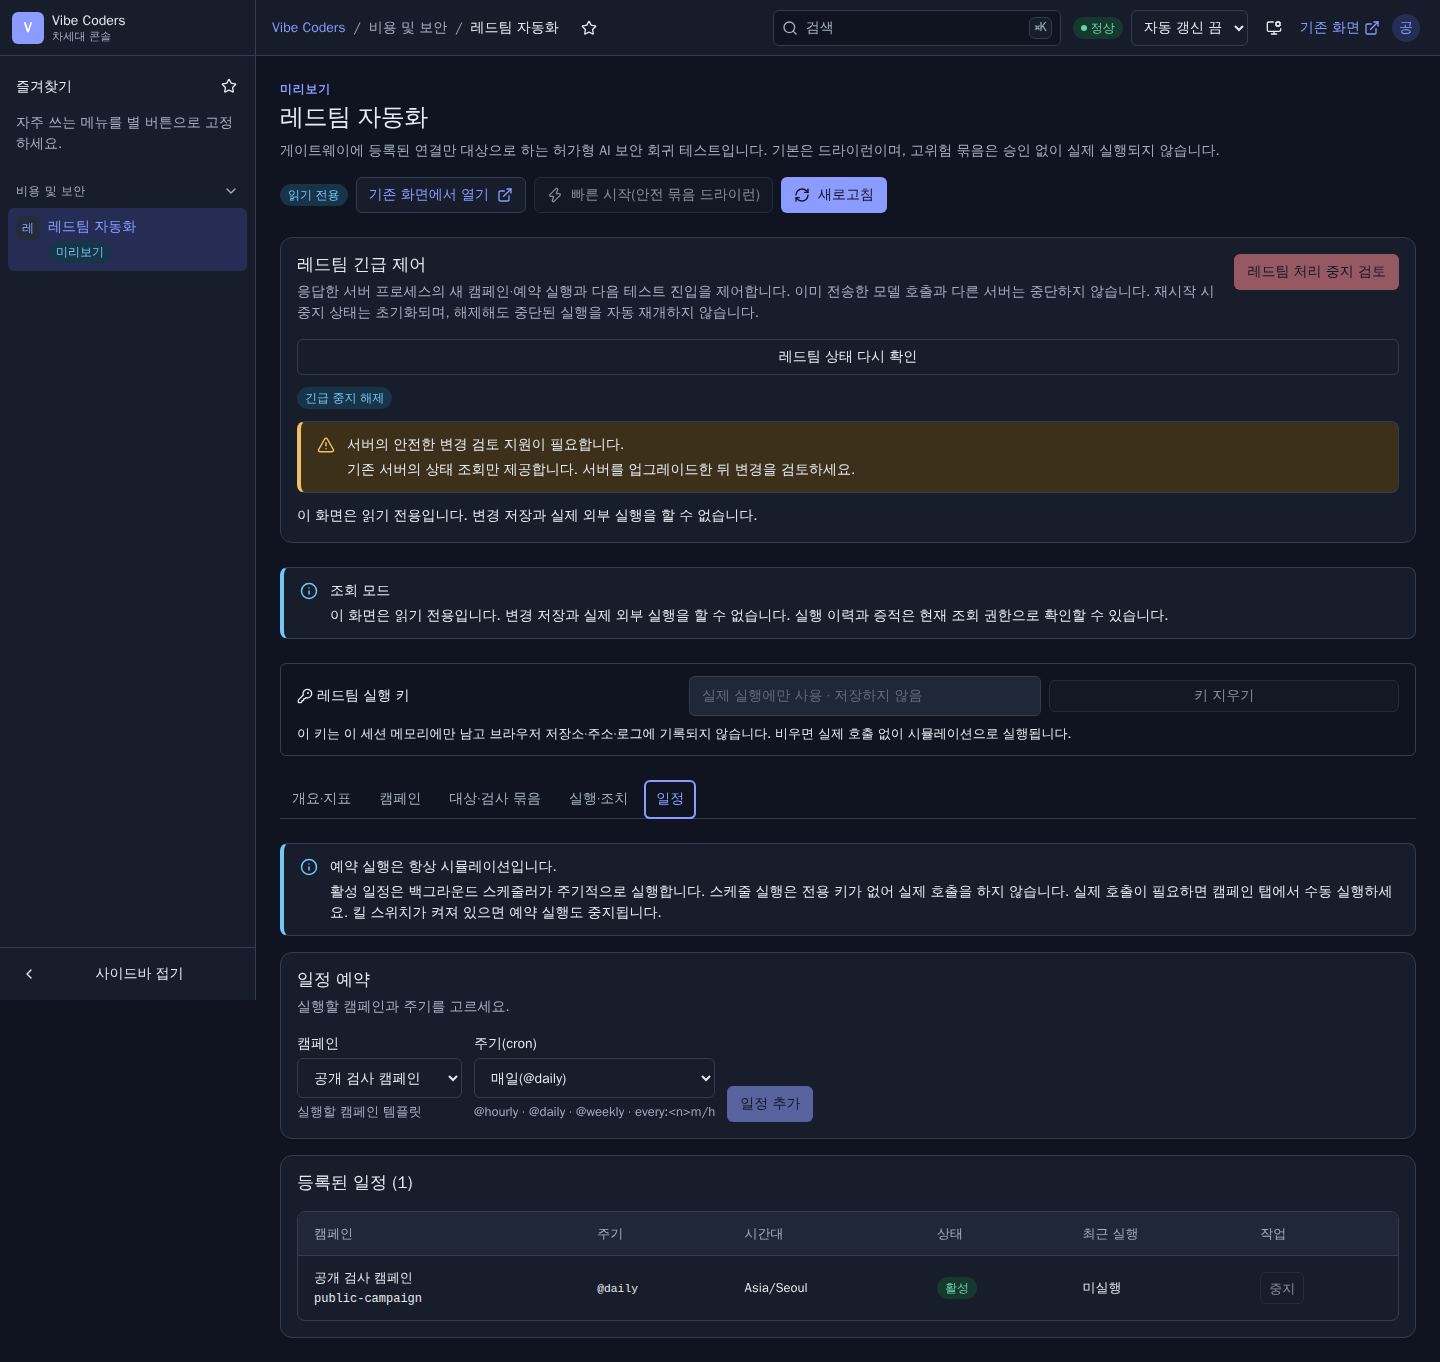 V
Vibe Coders
차세대 콘솔
Vibe Coders / 비용 및 보안 / 레드팀 자동화
검색
⌘K
정상
자동 갱신 끔
기존 화면
공
즐겨찾기
자주 쓰는 메뉴를 별 버튼으로 고정
하세요.
비용 및 보안
레
레드팀 자동화
미리보기
사이드바 접기
미리보기
레드팀 자동화
게이트웨이에 등록된 연결만 대상으로 하는 허가형 AI 보안 회귀 테스트입니다. 기본은 드라이런이며, 고위험 묶음은 승인 없이 실제 실행되지 않습니다.
읽기 전용
기존 화면에서 열기
빠른 시작(안전 묶음 드라이런)
새로고침
레드팀 긴급 제어
응답한 서버 프로세스의 새 캠페인·예약 실행과 다음 테스트 진입을 제어합니다. 이미 전송한 모델 호출과 다른 서버는 중단하지 않습니다. 재시작 시
중지 상태는 초기화되며, 해제해도 중단된 실행을 자동 재개하지 않습니다.
레드팀 처리 중지 검토
레드팀 상태 다시 확인
긴급 중지 해제
서버의 안전한 변경 검토 지원이 필요합니다.
기존 서버의 상태 조회만 제공합니다. 서버를 업그레이드한 뒤 변경을 검토하세요.
이 화면은 읽기 전용입니다. 변경 저장과 실제 외부 실행을 할 수 없습니다.
조회 모드
이 화면은 읽기 전용입니다. 변경 저장과 실제 외부 실행을 할 수 없습니다. 실행 이력과 증적은 현재 조회 권한으로 확인할 수 있습니다.
레드팀 실행 키
실제 실행에만 사용 · 저장하지 않음
키 지우기
이 키는 이 세션 메모리에만 남고 브라우저 저장소·주소·로그에 기록되지 않습니다. 비우면 실제 호출 없이 시뮬레이션으로 실행됩니다.
개요·지표
캠페인
대상·검사 묶음
실행·조치
일정
예약 실행은 항상 시뮬레이션입니다.
활성 일정은 백그라운드 스케줄러가 주기적으로 실행합니다. 스케줄 실행은 전용 키가 없어 실제 호출을 하지 않습니다. 실제 호출이 필요하면 캠페인 탭에서 수동 실행하세
요. 킬 스위치가 켜져 있으면 예약 실행도 중지됩니다.
일정 예약
실행할 캠페인과 주기를 고르세요.
캠페인
공개 검사 캠페인
실행할 캠페인 템플릿
주기(cron)
매일(@daily)
@hourly · @daily · @weekly · every:<n>m/h
일정 추가
등록된 일정 (1)
캠페인 주기 시간대 상태 최근 실행 작업
공개 검사 캠페인
public-campaign
@daily
Asia/Seoul
활성
미실행
중지